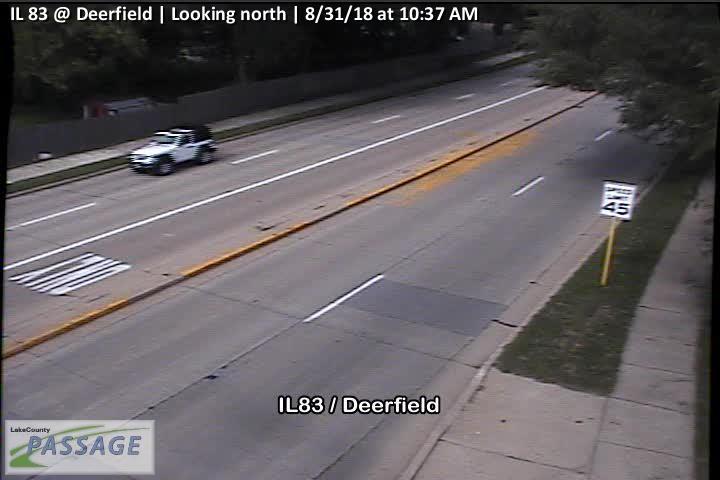 IL 83 @ Deerfield | Looking north | 8/31/18 at 10:37 AM
SPEED
LIMIT
45
IL83 / Deerfield
LakeCounty
PASSAGE